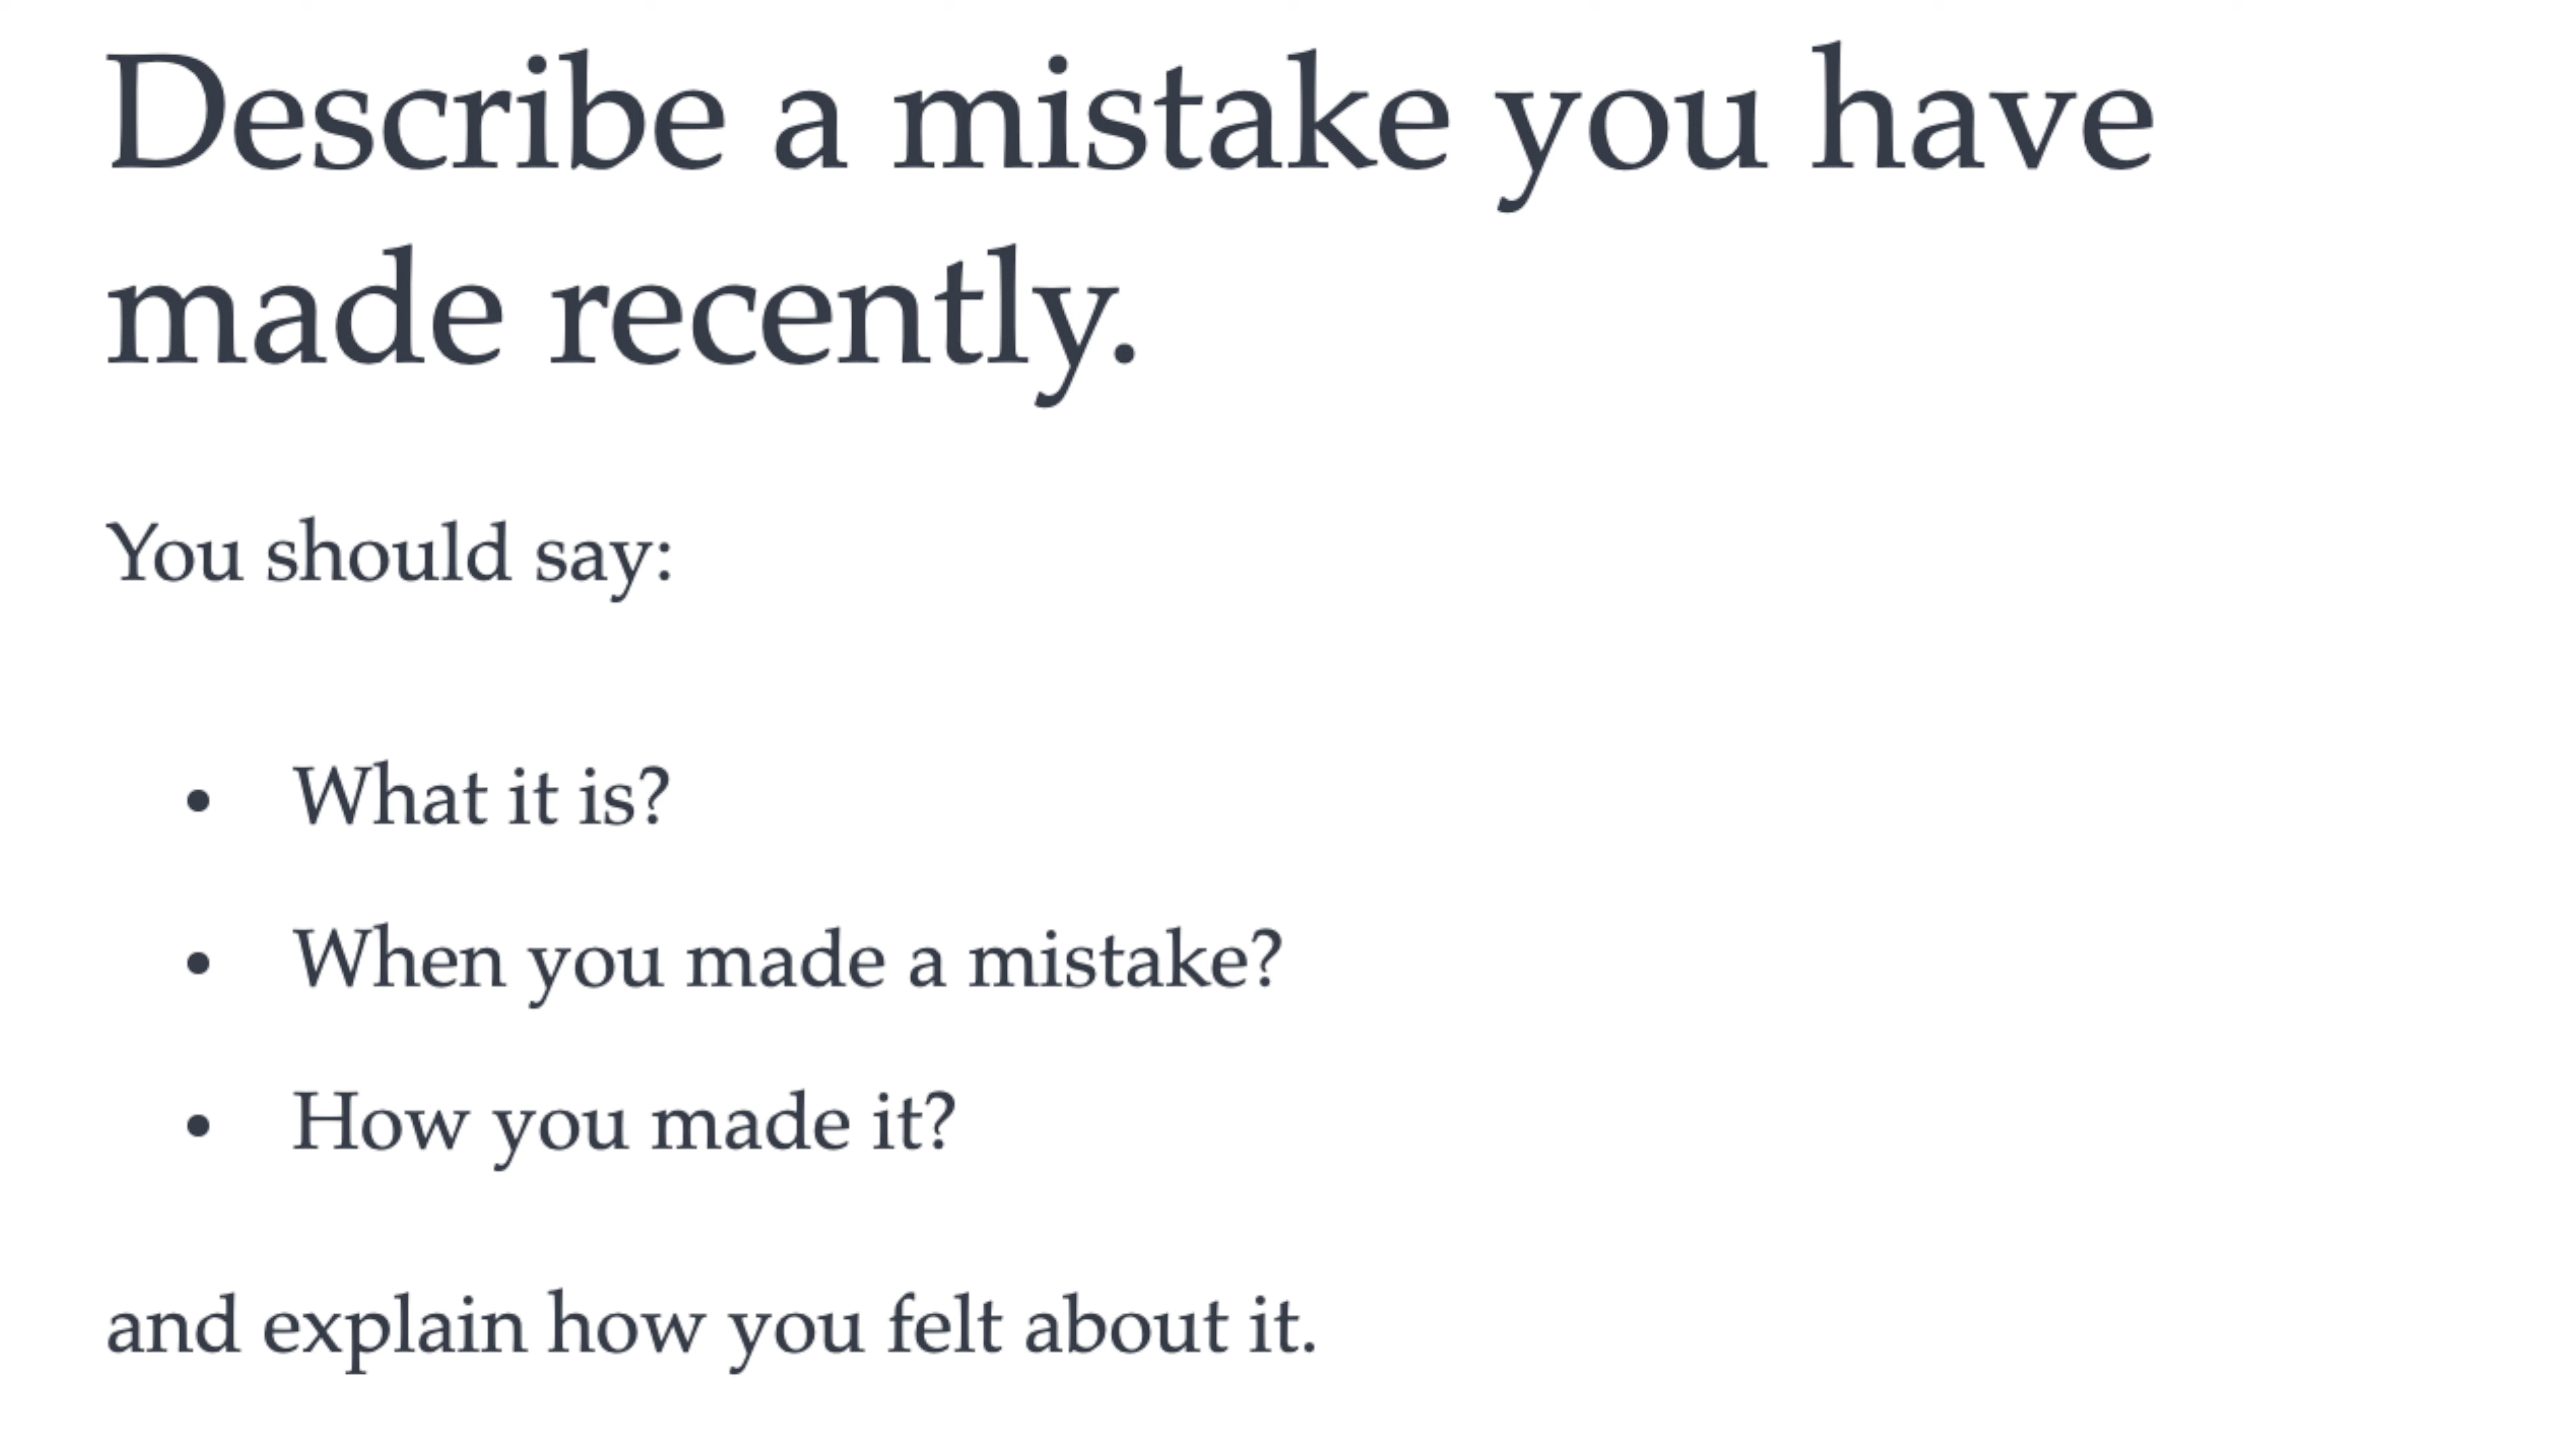 Describe a mistake you have
made recently.
You should say:
• What it is?
• When you made a mistake?
• How you made it?
and explain how you felt about it.